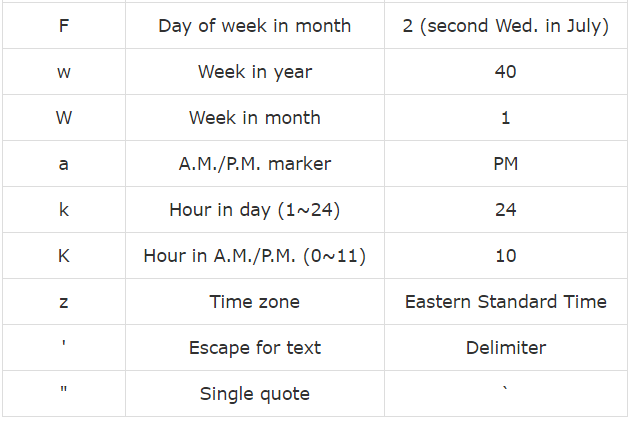 F Day of week in month 2 (second Wed. in July)
w Week in year 40
W Week in month 1
a A.M./P.M. marker PM
k Hour in day (1~24) 24
K Hour in A.M./P.M. (0~11) 10
z Time zone Eastern Standard Time
' Escape for text Delimiter
" Single quote `